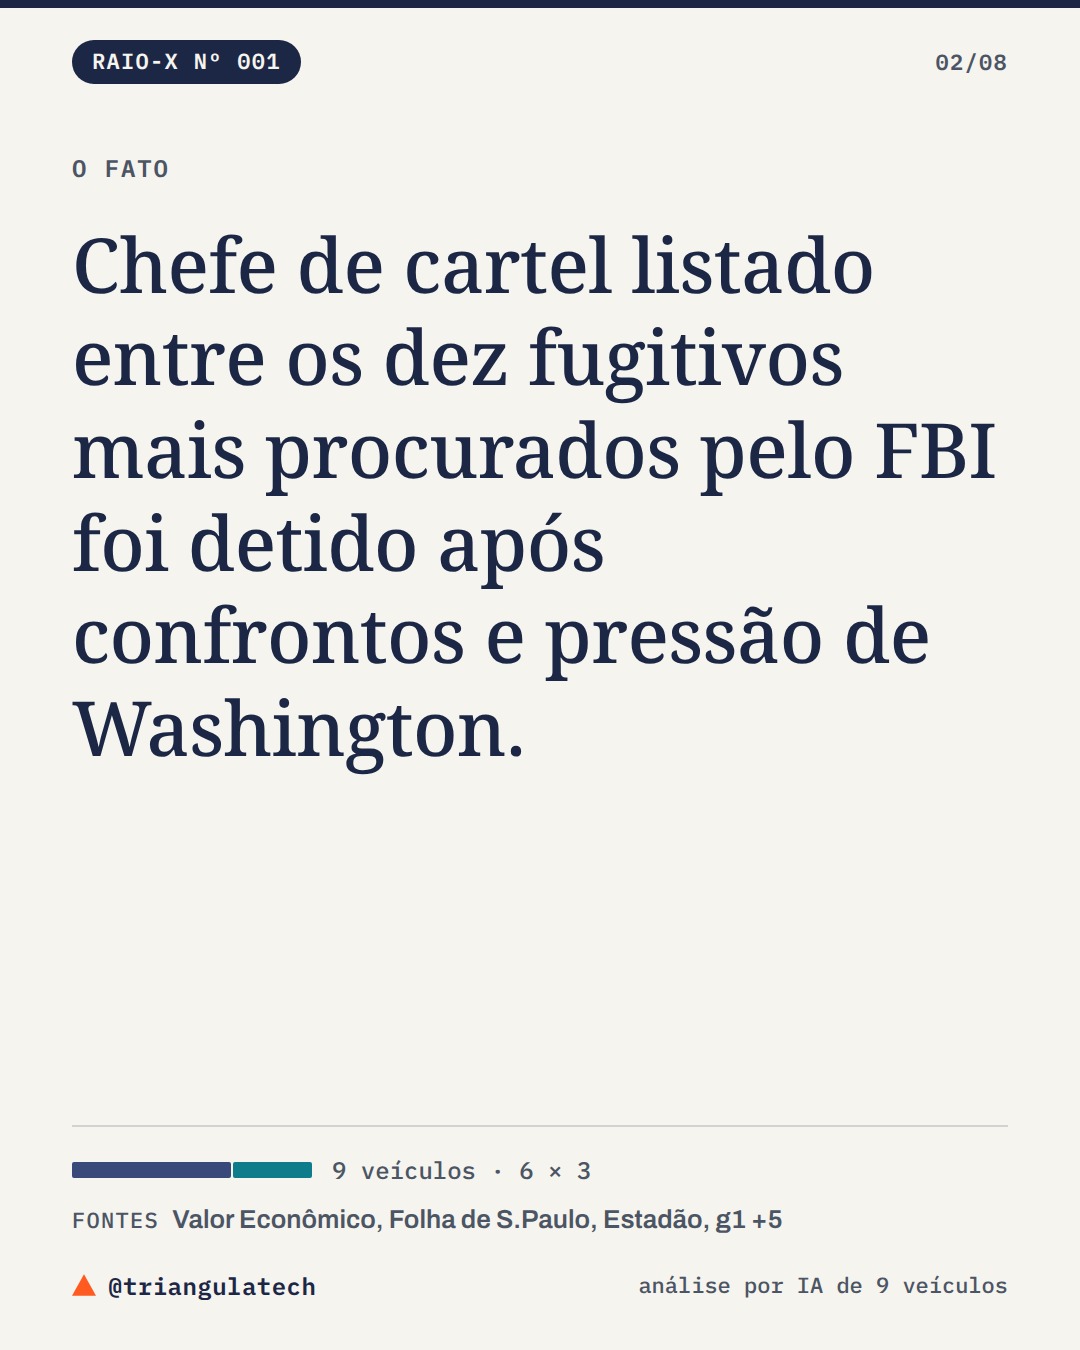 RAIO-X Nº 001
02/08
O FATO
Chefe de cartel listado
entre os dez fugitivos
mais procurados pelo FBI
foi detido após
confrontos e pressão de
Washington.
9 veículos · 6 × 3
FONTES Valor Econômico, Folha de S.Paulo, Estadão, g1 +5
@triangulatech
análise por IA de 9 veículos